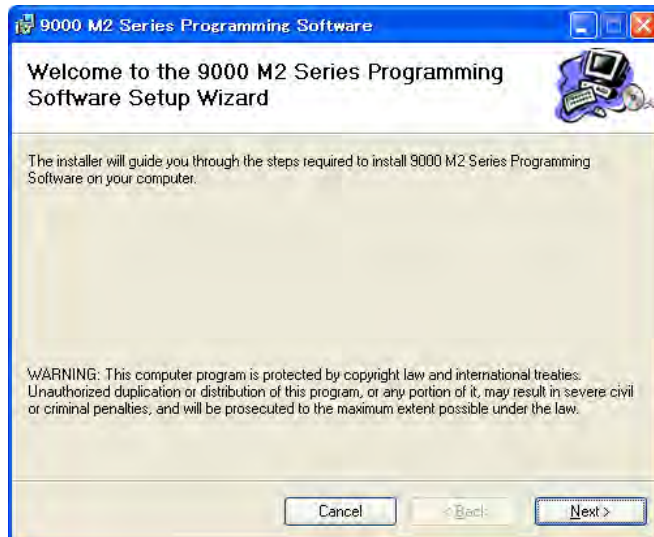 9000 M2 Series Programming Software
Welcome to the 9000 M2 Series Programming
Software Setup Wizard
The installer will guide you through the steps required to install 9000 M2 Series Programming
Software on your computer.
WARNING: This computer program is protected by copyright law and international treaties.
Unauthorized duplication or distribution of this program, or any portion of it, may result in severe civil
or criminal penalties, and will be prosecuted to the maximum extent possible under the law.
Cancel
< Back
Next >